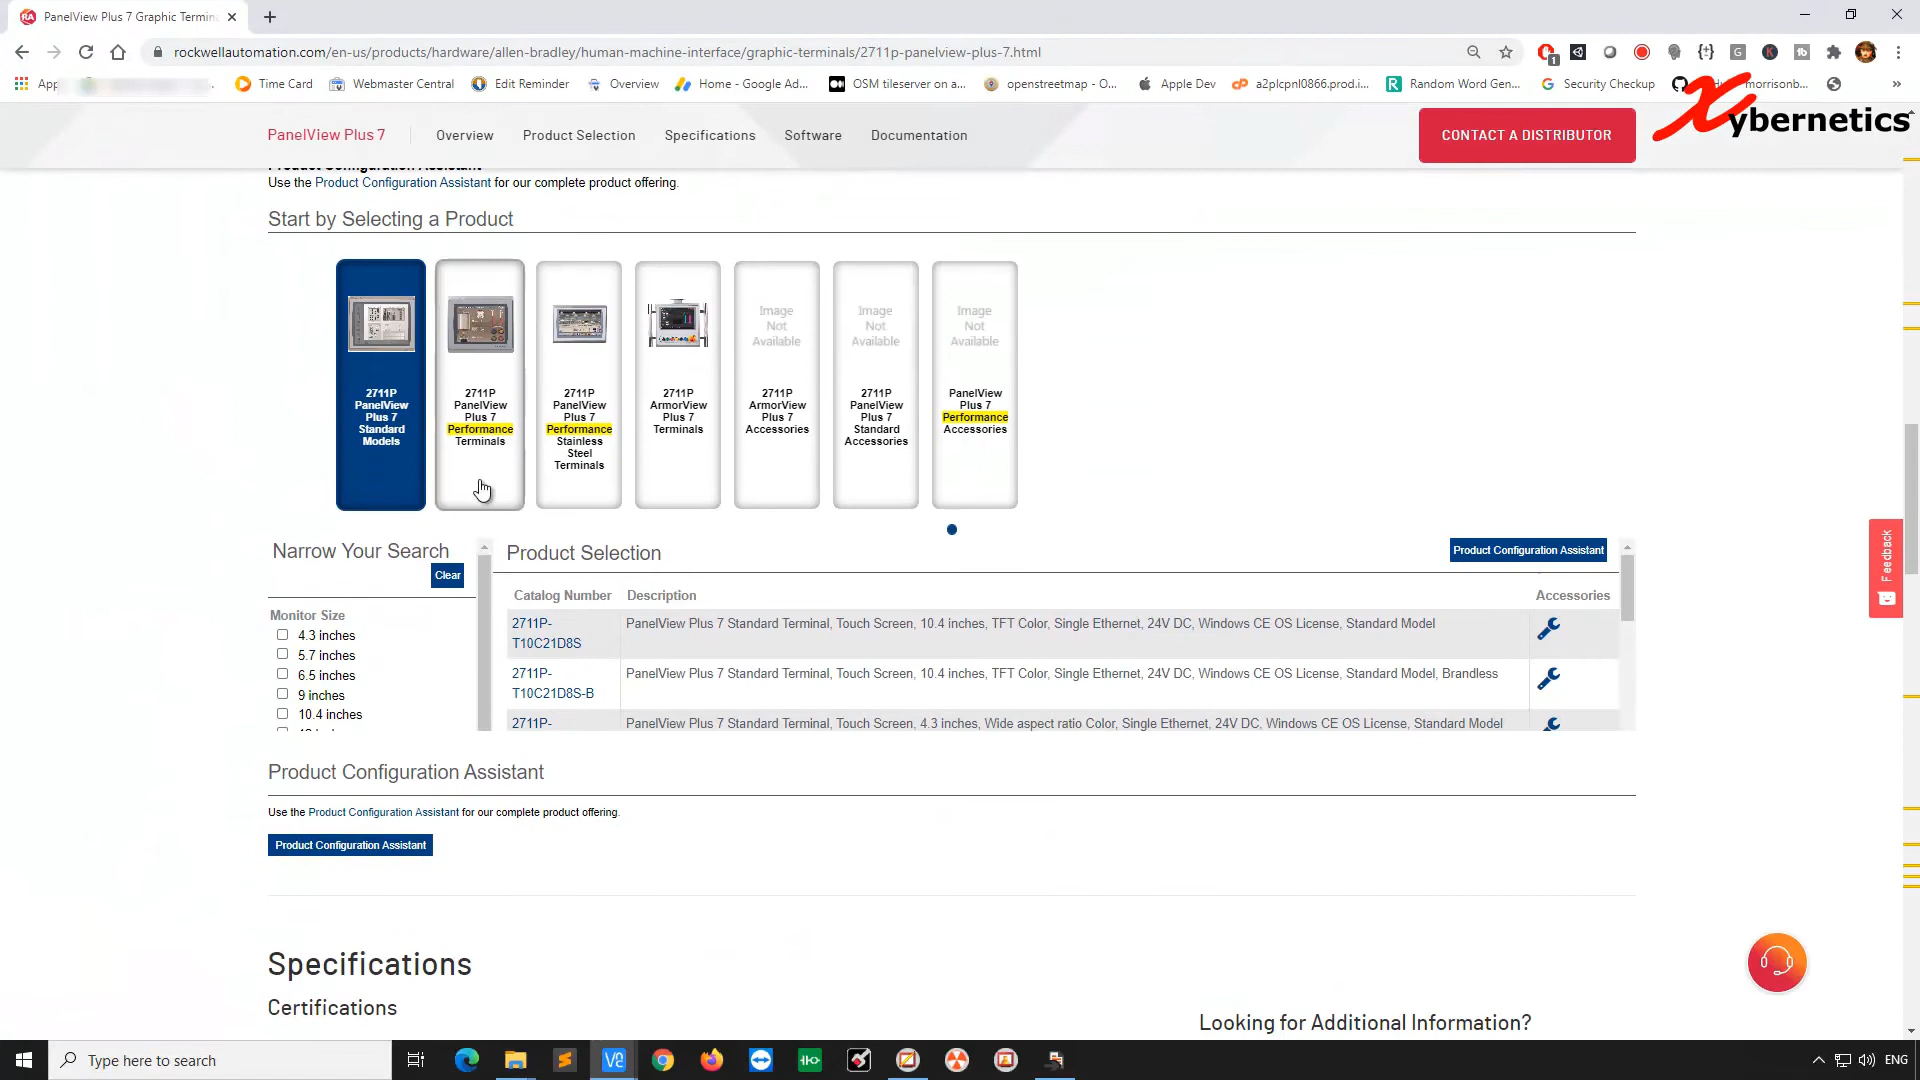 PanelView Plus 7 Graphic Termin
rockwellautomation.com/en-us/products/hardware/allen-bradley/human-machine-interface/graphic-terminals/2711p-panelview-plus-7.html
App
Time Card
Webmaster Central
Edit Reminder
Overview
Home - Google Ad...
OSM tileserver on a...
openstreetmap - O...
Apple Dev
a2plcpnl0866.prod.i...
Random Word Gen...
Security Checkup
morrisonb...
»
Xybernetics
PanelView Plus 7
Overview
Product Selection
Specifications
Software
Documentation
CONTACT A DISTRIBUTOR
Product Configuration Assistant
Use the Product Configuration Assistant for our complete product offering.
Start by Selecting a Product
2711P
PanelView
Plus 7
Standard
Models
2711P
PanelView
Plus 7
Performance
Terminals
2711P
PanelView
Plus 7
Performance
Stainless
Steel
Terminals
2711P
ArmorView
Plus 7
Terminals
Image
Not
Available
2711P
ArmorView
Plus 7
Accessories
Image
Not
Available
2711P
PanelView
Plus 7
Standard
Accessories
Image
Not
Available
PanelView
Plus 7
Performance
Accessories
Narrow Your Search
Clear
Monitor Size
4.3 inches
5.7 inches
6.5 inches
9 inches
10.4 inches
Product Selection
Product Configuration Assistant
Catalog Number Description Accessories
2711P-
T10C21D8S
PanelView Plus 7 Standard Terminal, Touch Screen, 10.4 inches, TFT Color, Single Ethernet, 24V DC, Windows CE OS License, Standard Model
2711P-
T10C21D8S-B
PanelView Plus 7 Standard Terminal, Touch Screen, 10.4 inches, TFT Color, Single Ethernet, 24V DC, Windows CE OS License, Standard Model, Brandless
2711P-
PanelView Plus 7 Standard Terminal, Touch Screen, 4.3 inches, Wide aspect ratio Color, Single Ethernet, 24V DC, Windows CE OS License, Standard Model
Feedback
Product Configuration Assistant
Use the Product Configuration Assistant for our complete product offering.
Product Configuration Assistant
Specifications
Certifications
Looking for Additional Information?
Type here to search
ENG